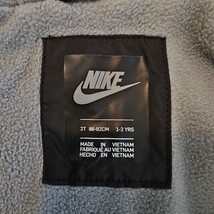 NIKE
2T 86-92CM 1-2 YRS
MADE IN VIETNAM
FABRIQUÉ AU VIETNAM
HECHO EN VIETNAM